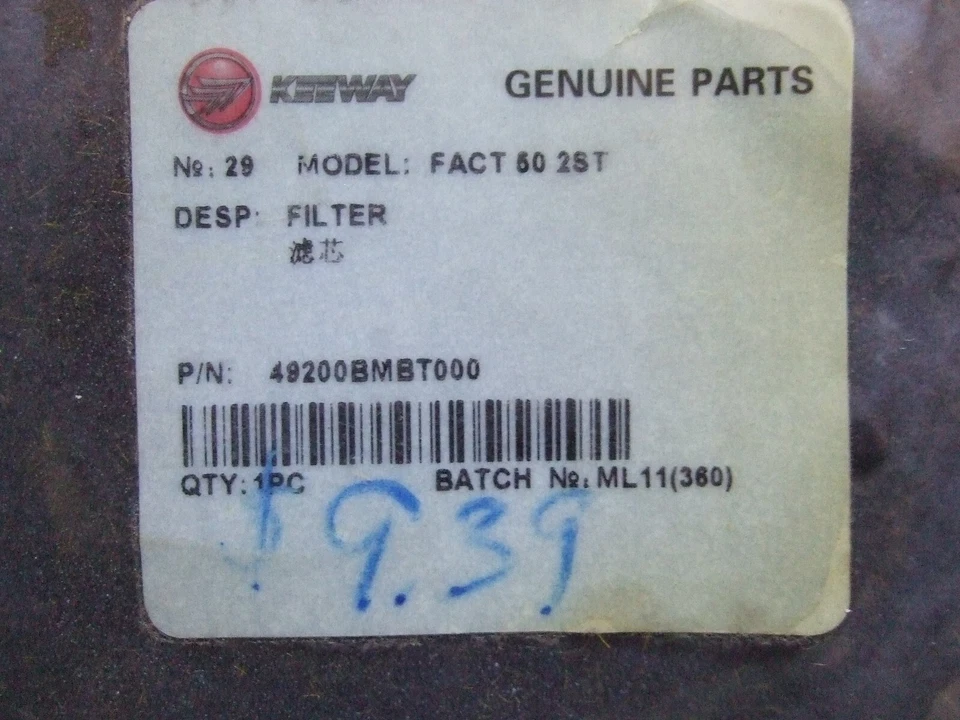 KEEWAY GENUINE PARTS
№: 29 MODEL: FACT 50 2ST
DESP: FILTER
滤芯
P/N: 49200BMBT000
QTY: 1PC BATCH №: ML11(360)
$9.39